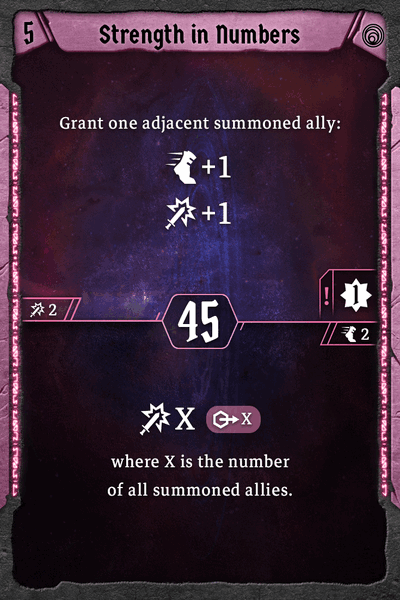 5 Strength in Numbers
Grant one adjacent summoned ally:
+1
+1
2
! 1
45
2
X X
where X is the number
of all summoned allies.